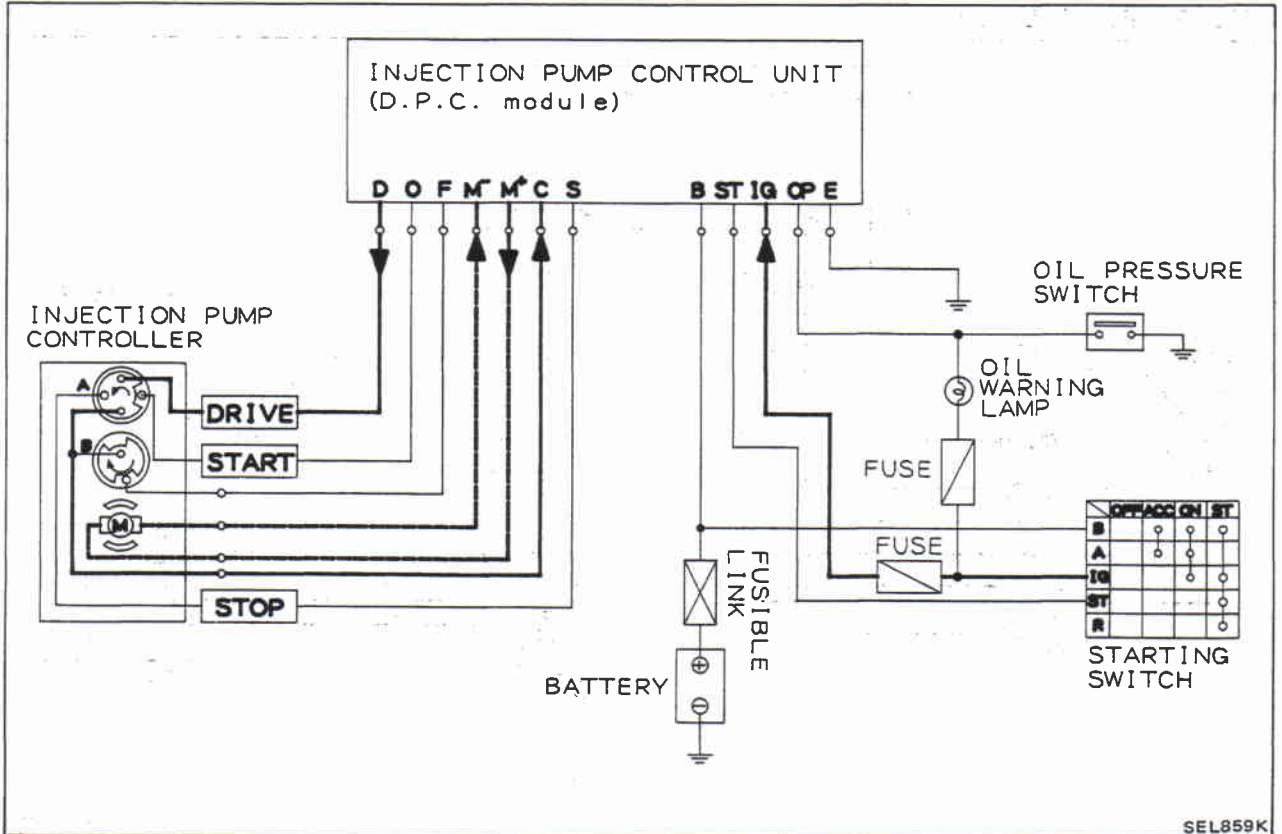 INJECTION PUMP CONTROL UNIT
(D.P.C. module)
D O F M⁻ M⁺ C S B ST IG OP E
OIL PRESSURE
SWITCH
INJECTION PUMP
CONTROLLER
A
DRIVE
B
START
M
STOP
OIL
WARNING
LAMP
FUSE
FUSE
FUSIBLE
LINK
BATTERY
OFF ACC ON ST
B
A
IG
ST
R
STARTING
SWITCH
SEL859K